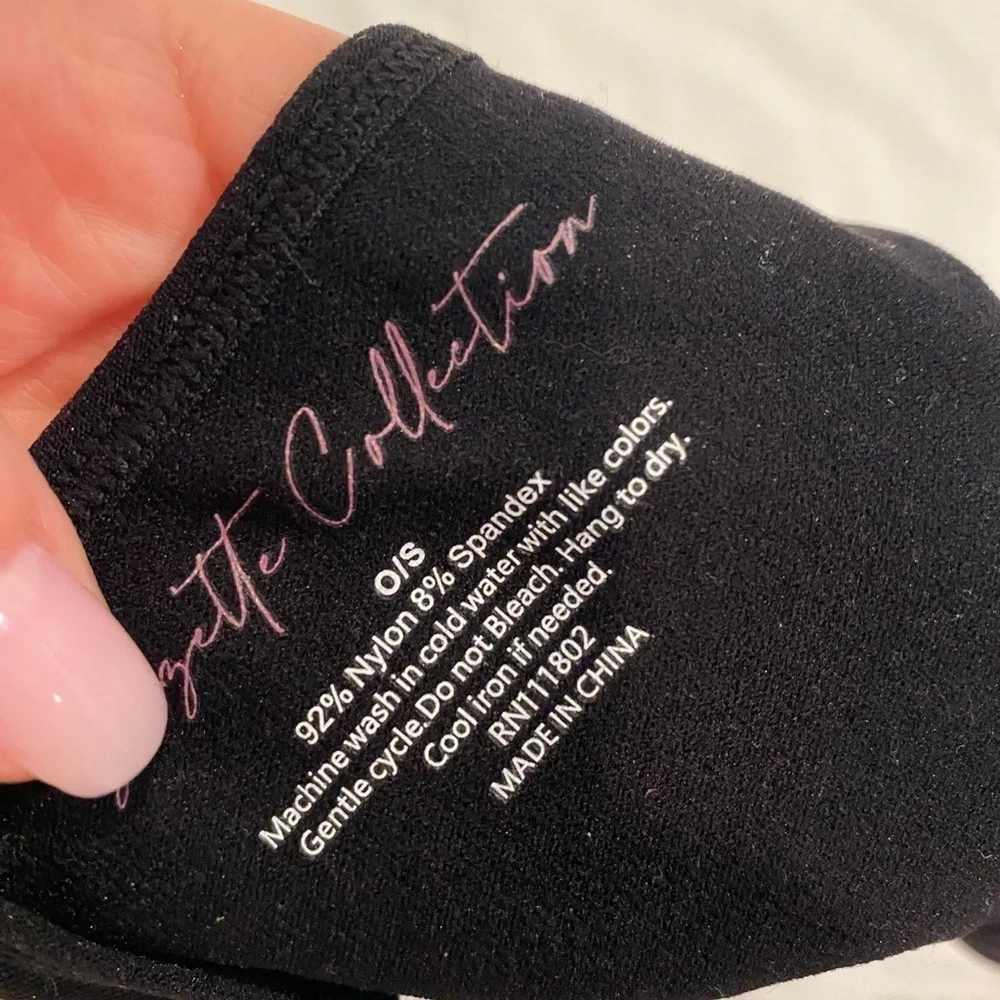 Collection
O/S
92% Nylon 8% Spandex
Machine wash in cold water with like colors.
Gentle cycle.Do not Bleach. Hang to dry.
Cool iron if needed.
RN111802
MADE IN CHINA